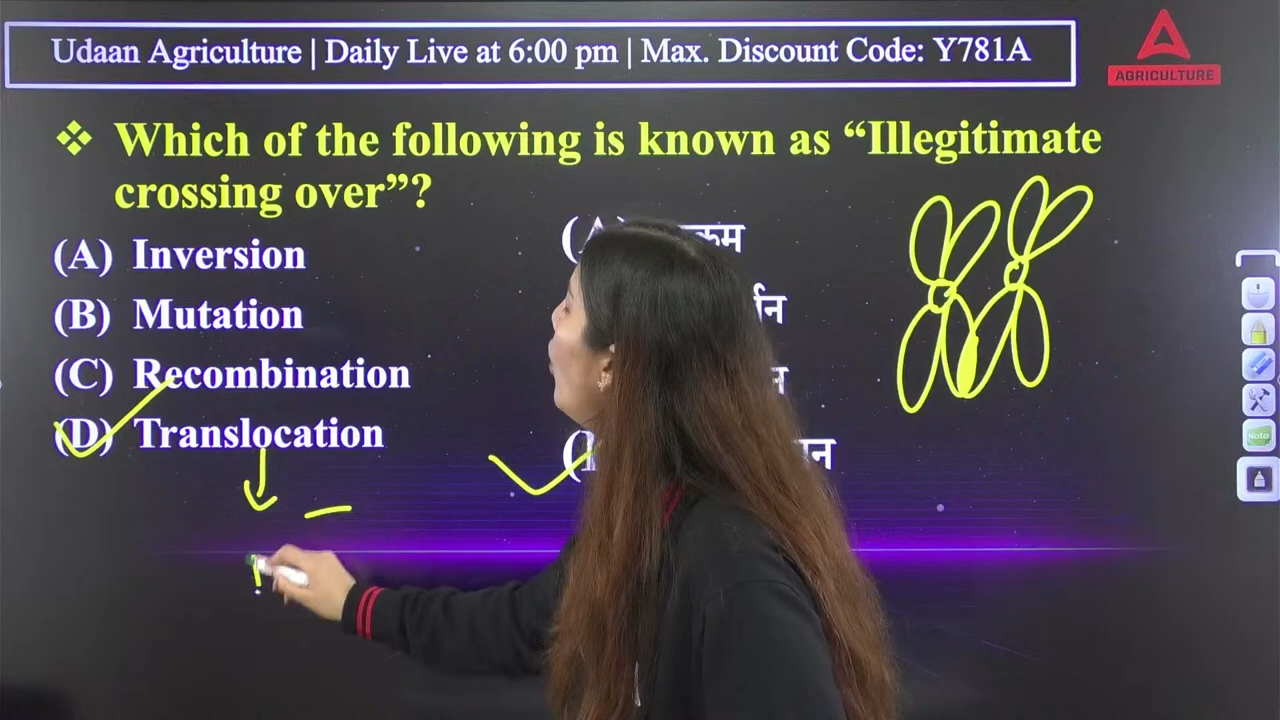 Udaan Agriculture | Daily Live at 6:00 pm | Max. Discount Code: Y781A
AGRICULTURE
❖ Which of the following is known as “Illegitimate
crossing over”?
(A) Inversion
(B) Mutation
(C) Recombination
(D) Translocation
Note